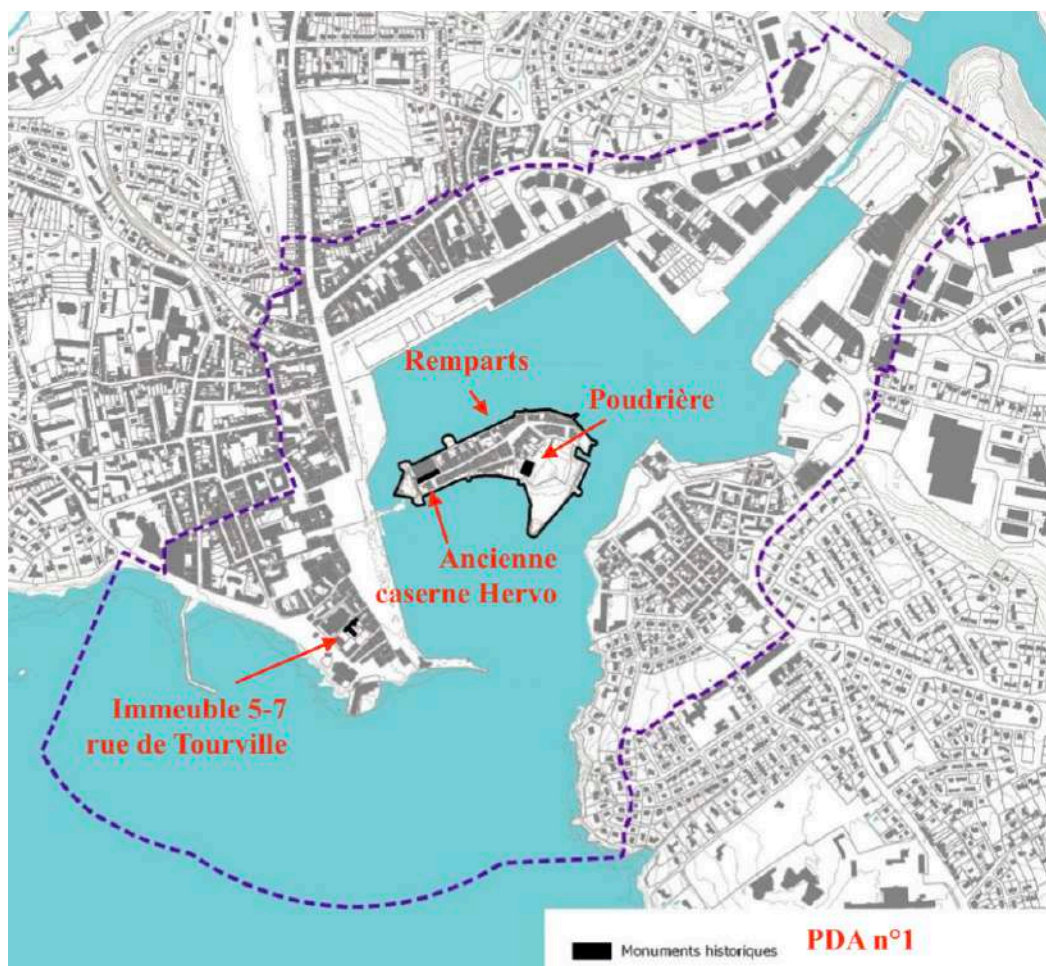 Remparts
Poudrière
Ancienne
caserne Hervo
Immeuble 5-7
rue de Tourville
Monuments historiques
PDA n°1